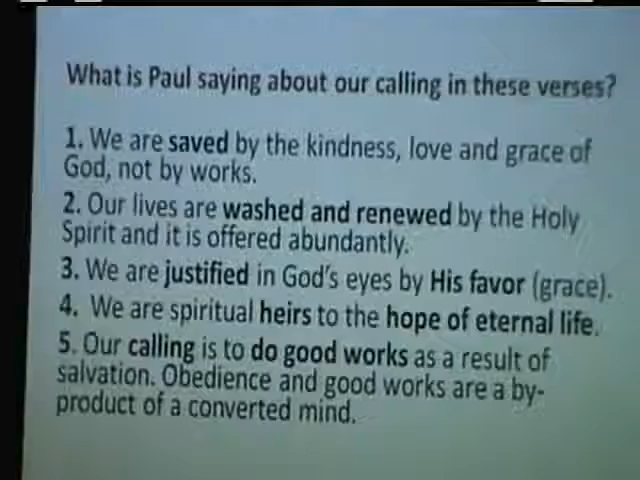 What is Paul saying about our calling in these verses?
1. We are saved by the kindness, love and grace of
God, not by works.
2. Our lives are washed and renewed by the Holy
Spirit and it is offered abundantly.
3. We are justified in God's eyes by His favor (grace).
4. We are spiritual heirs to the hope of eternal life.
5. Our calling is to do good works as a result of
salvation. Obedience and good works are a by-
product of a converted mind.